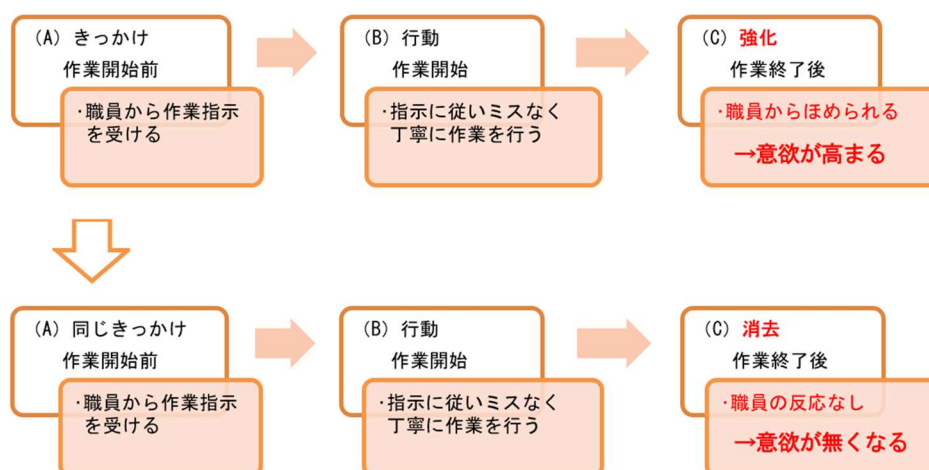 (A) きっかけ
作業開始前
・職員から作業指示
を受ける
(B) 行動
作業開始
・指示に従いミスなく
丁寧に作業を行う
(C) 強化
作業終了後
・職員からほめられる
→意欲が高まる
(A) 同じきっかけ
作業開始前
・職員から作業指示
を受ける
(B) 行動
作業開始
・指示に従いミスなく
丁寧に作業を行う
(C) 消去
作業終了後
・職員の反応なし
→意欲が無くなる